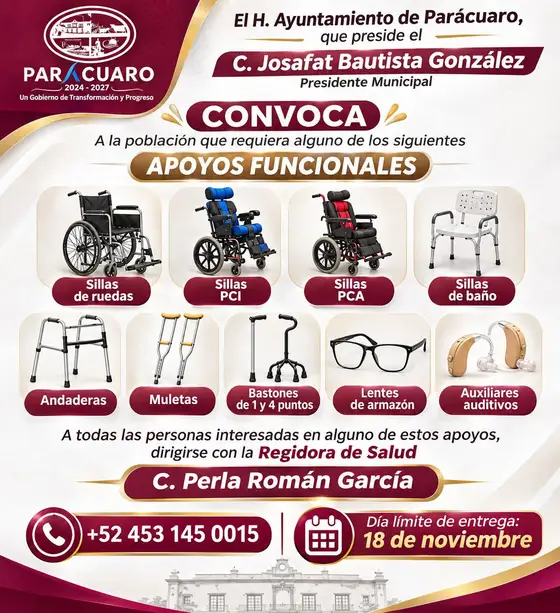 El H. Ayuntamiento de Parácuaro,
que preside el
C. Josafat Bautista González
Presidente Municipal
PARÁCUARO
2024 - 2027
Un Gobierno de Transformación y Progreso
CONVOCA
A la población que requiera alguno de los siguientes
APOYOS FUNCIONALES
Sillas
de ruedas
Sillas
PCI
Sillas
PCA
Sillas
de baño
Andaderas
Muletas
Bastones
de 1 y 4 puntos
Lentes
de armazón
Auxiliares
auditivos
A todas las personas interesadas en alguno de estos apoyos,
dirigirse con la Regidora de Salud
C. Perla Román García
+52 453 145 0015
Día límite de entrega:
18 de noviembre